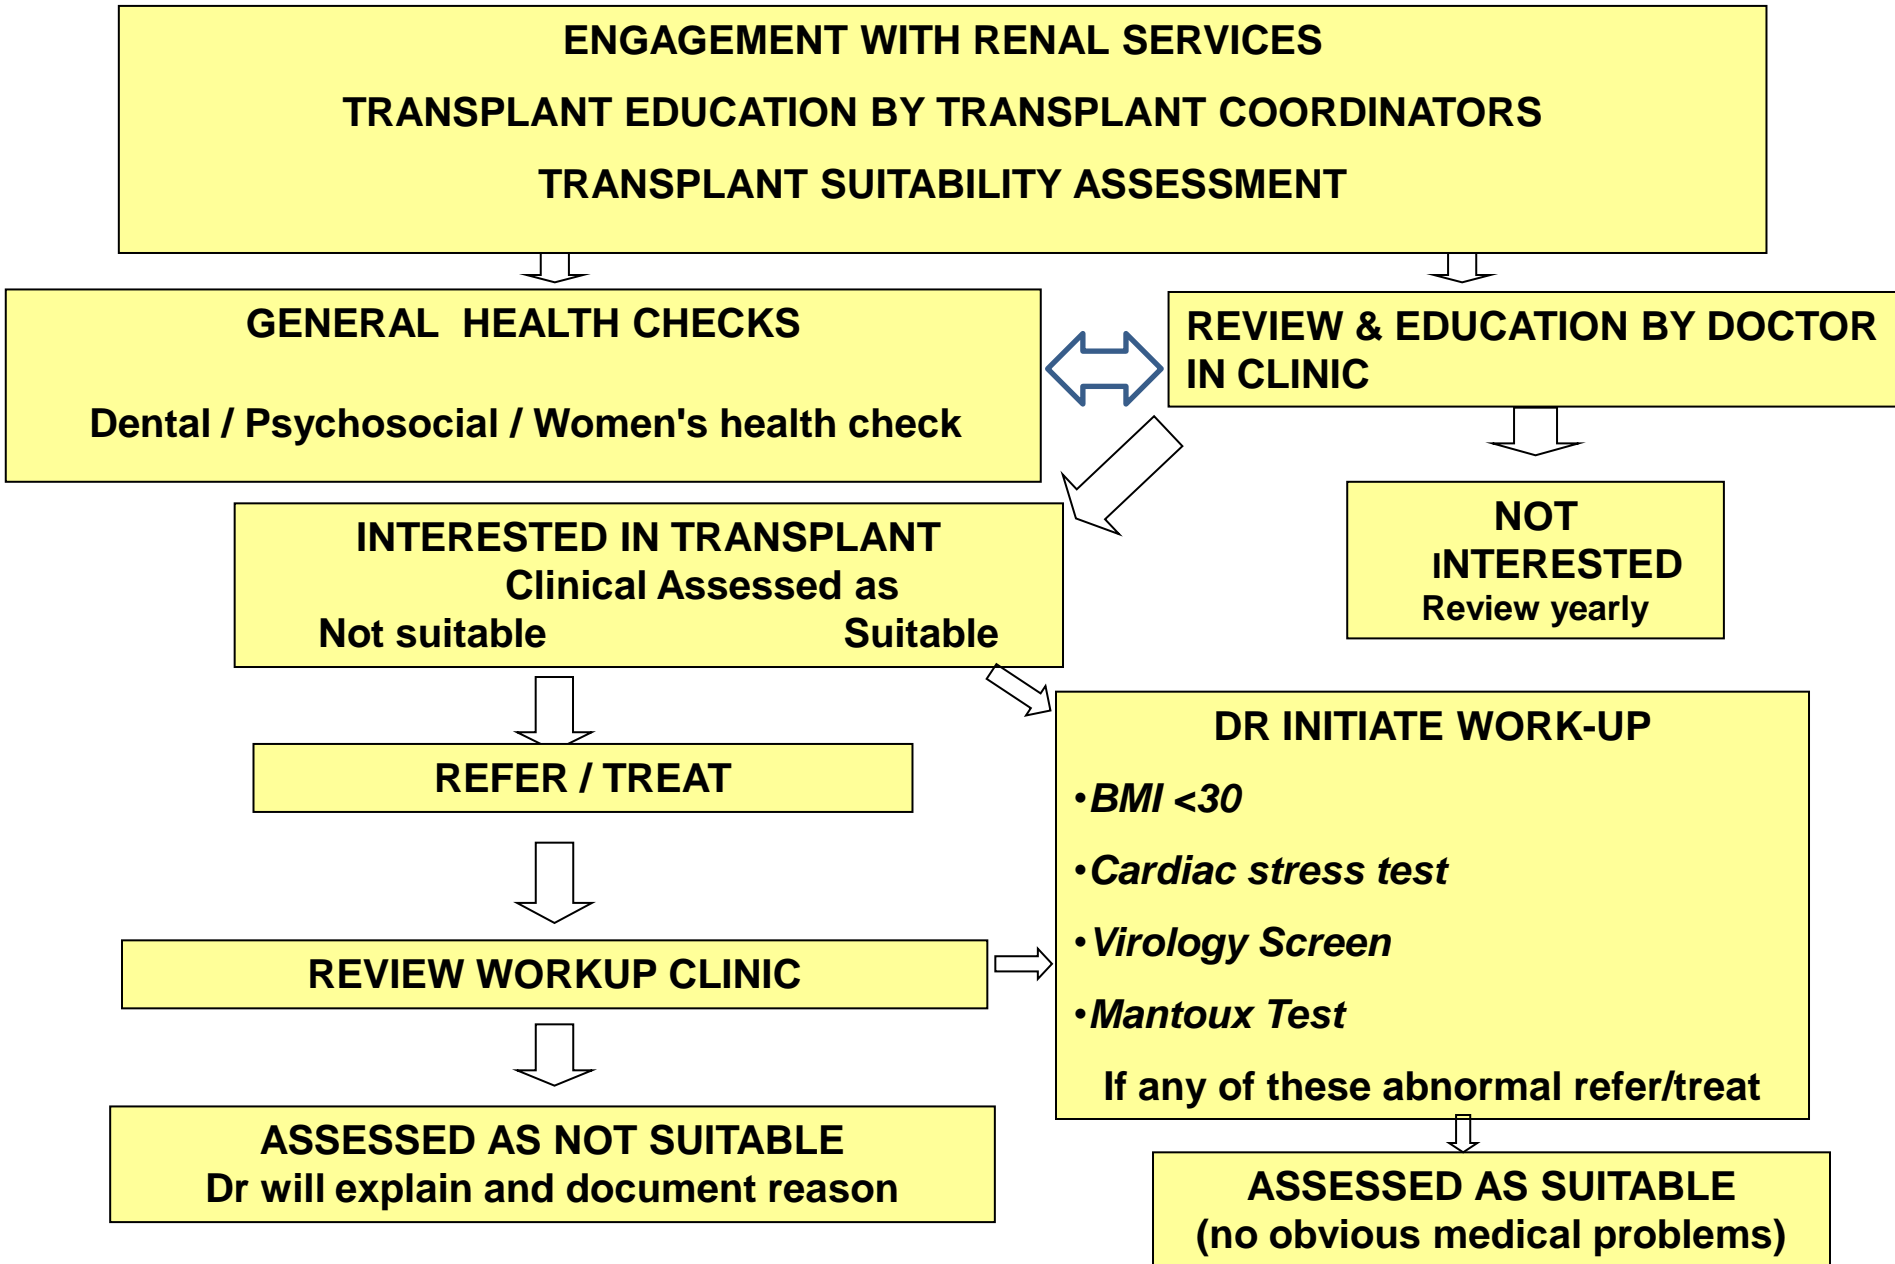 ENGAGEMENT WITH RENAL SERVICES
TRANSPLANT EDUCATION BY TRANSPLANT COORDINATORS
TRANSPLANT SUITABILITY ASSESSMENT
GENERAL HEALTH CHECKS
Dental / Psychosocial / Women's health check
REVIEW & EDUCATION BY DOCTOR
IN CLINIC
INTERESTED IN TRANSPLANT
Clinical Assessed as
Not suitable Suitable
NOT
INTERESTED
Review yearly
REFER / TREAT
DR INITIATE WORK-UP
•BMI <30
•Cardiac stress test
•Virology Screen
•Mantoux Test
If any of these abnormal refer/treat
REVIEW WORKUP CLINIC
ASSESSED AS NOT SUITABLE
Dr will explain and document reason
ASSESSED AS SUITABLE
(no obvious medical problems)